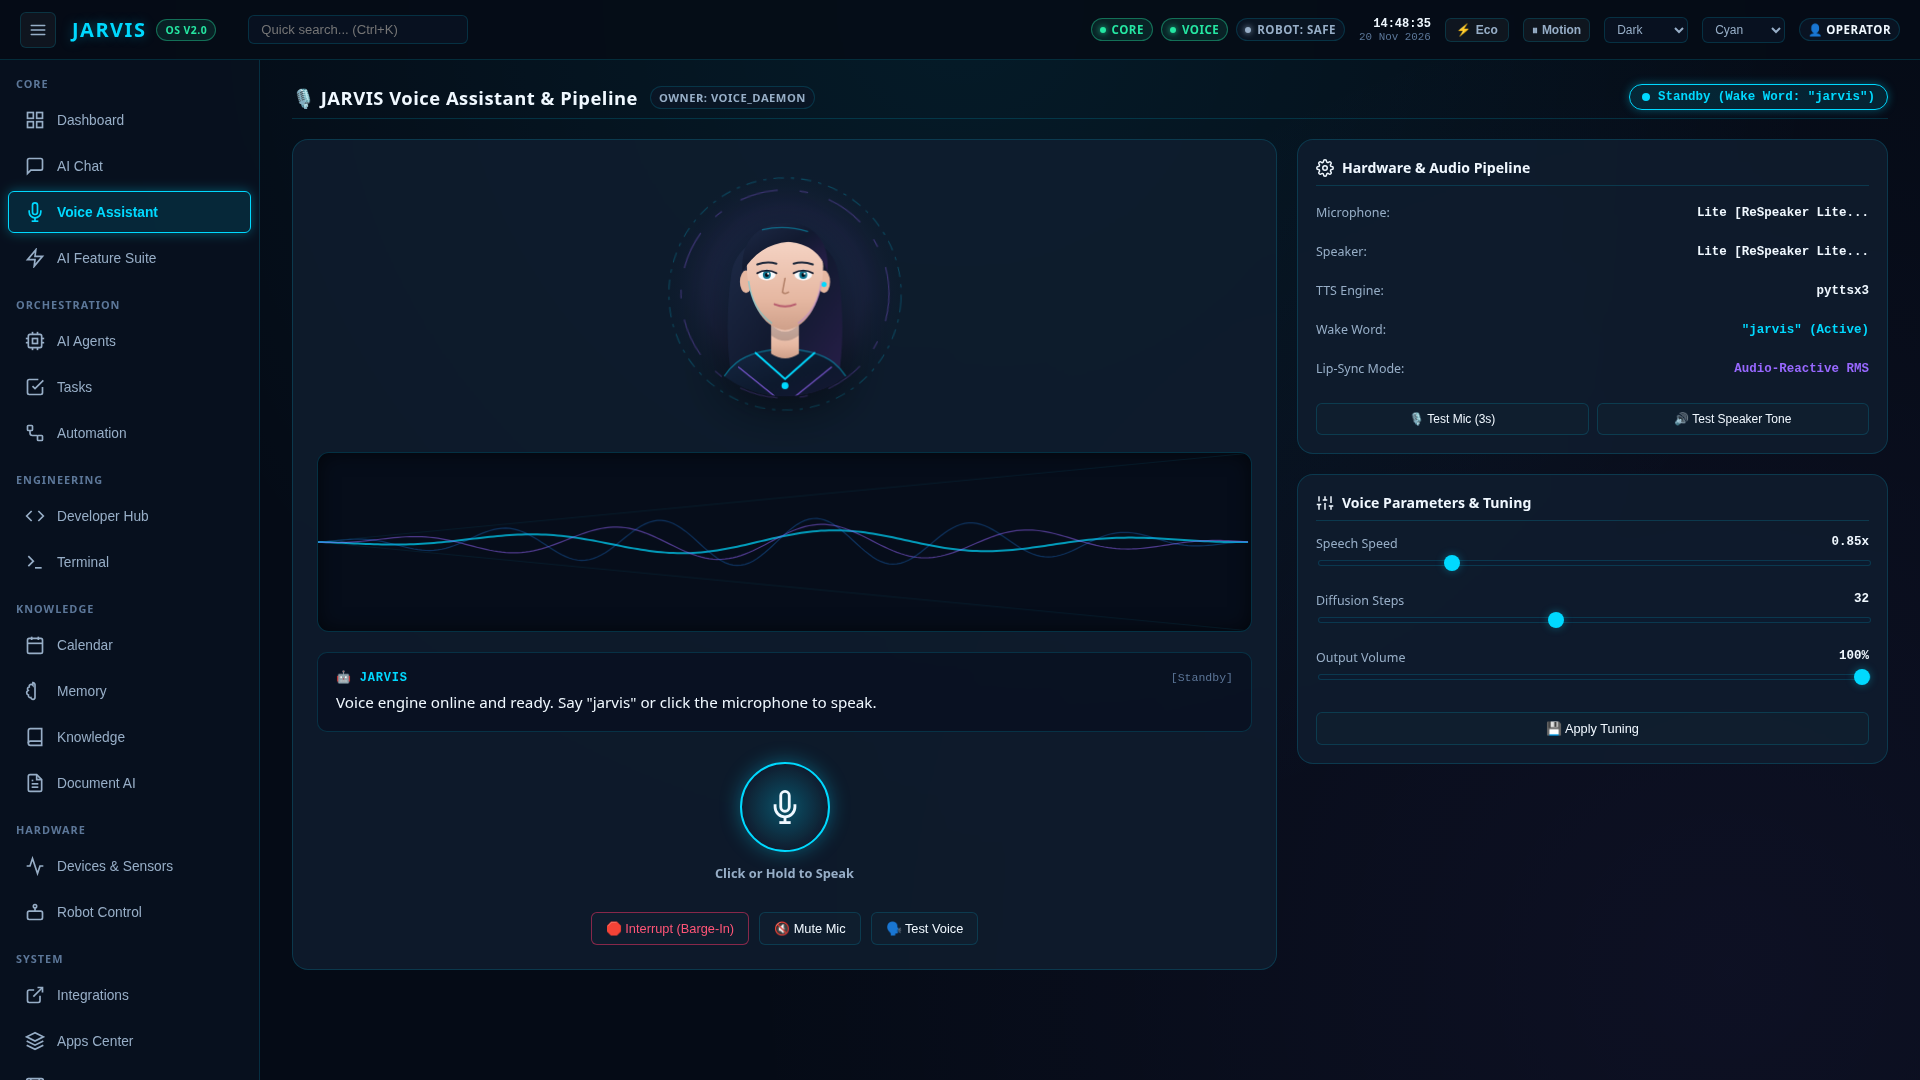 JARVIS
OS V2.0
Quick search... (Ctrl+K)
CORE
VOICE
ROBOT: SAFE
14:48:35
20 Nov 2026
⚡ Eco
Motion
Dark
Cyan
👤 OPERATOR
CORE
Dashboard
AI Chat
Voice Assistant
AI Feature Suite
ORCHESTRATION
AI Agents
Tasks
Automation
ENGINEERING
Developer Hub
Terminal
KNOWLEDGE
Calendar
Memory
Knowledge
Document AI
HARDWARE
Devices & Sensors
Robot Control
SYSTEM
Integrations
Apps Center
🎙️ JARVIS Voice Assistant & Pipeline
OWNER: VOICE_DAEMON
Standby (Wake Word: "jarvis")
🤖 JARVIS
[Standby]
Voice engine online and ready. Say "jarvis" or click the microphone to speak.
Click or Hold to Speak
🛑 Interrupt (Barge-In)
🔇 Mute Mic
🗣️ Test Voice
Hardware & Audio Pipeline
Microphone:
Lite [ReSpeaker Lite...
Speaker:
Lite [ReSpeaker Lite...
TTS Engine:
pyttsx3
Wake Word:
"jarvis" (Active)
Lip-Sync Mode:
Audio-Reactive RMS
🎙️ Test Mic (3s)
🔊 Test Speaker Tone
Voice Parameters & Tuning
Speech Speed
0.85x
Diffusion Steps
32
Output Volume
100%
💾 Apply Tuning